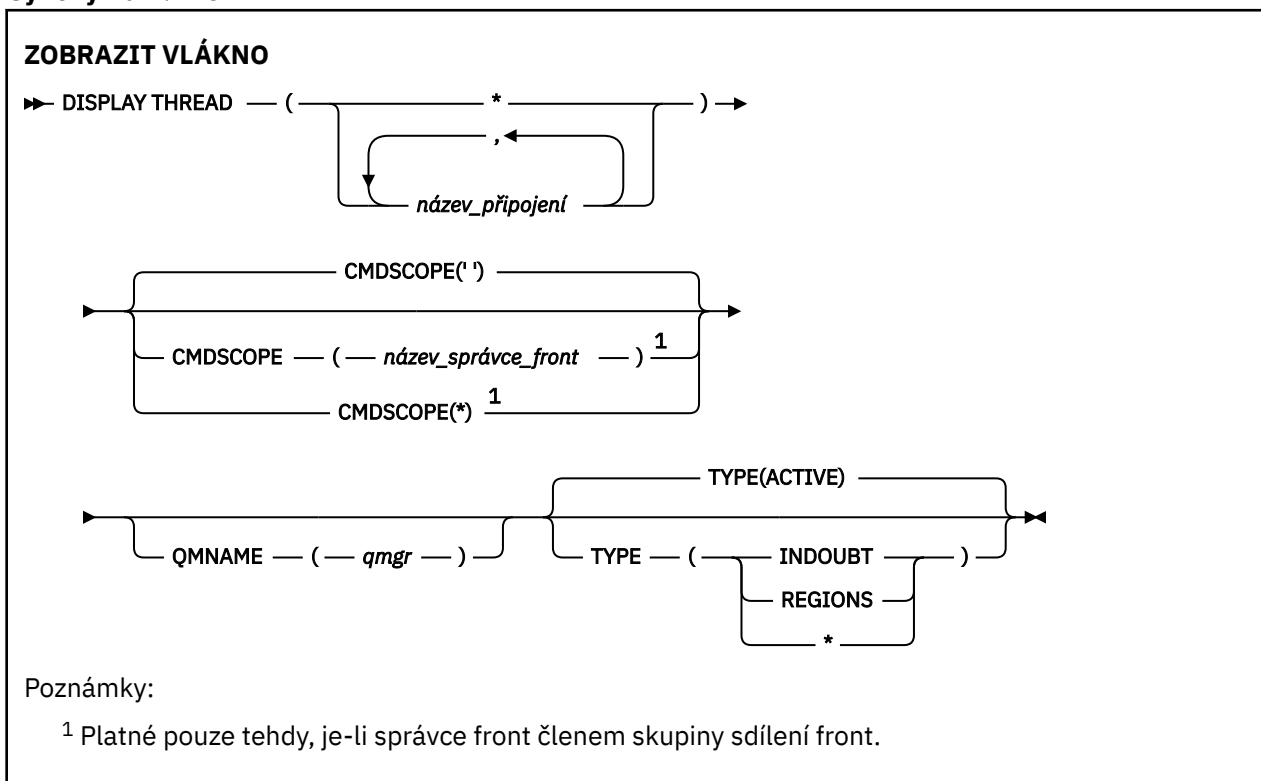 ZOBRAZIT VLÁKNO
DISPLAY THREAD ( * )
,
název_připojení
CMDSCOPE(' ')
CMDSCOPE ( název_správce_front ) 1
CMDSCOPE(*) 1
TYPE(ACTIVE)
QMNAME ( qmgr ) TYPE ( INDOUBT )
REGIONS
*
Poznámky:
1 Platné pouze tehdy, je-li správce front členem skupiny sdílení front.